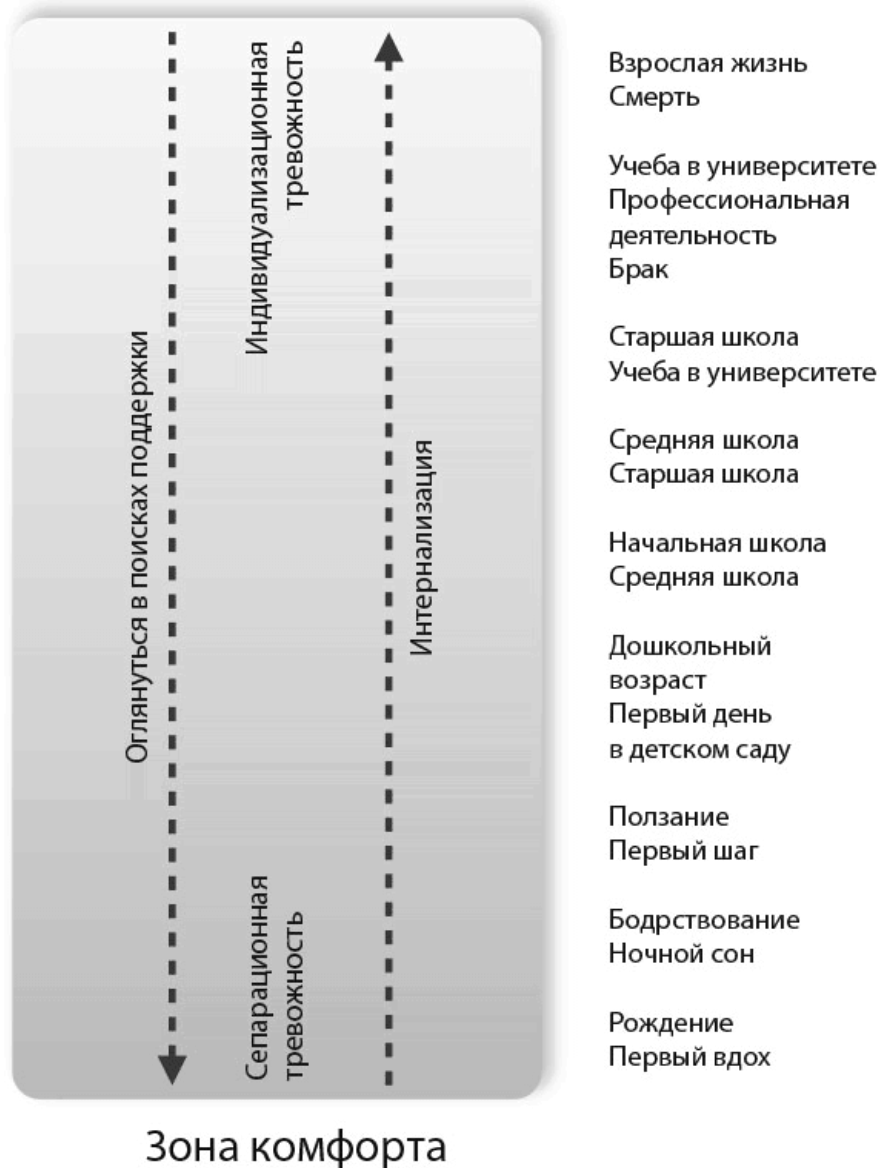 Оглянуться в поисках поддержки
Индивидуализационная
тревожность
Сепарационная
тревожность
Интернализация
Взрослая жизнь
Смерть
Учеба в университете
Профессиональная
деятельность
Брак
Старшая школа
Учеба в университете
Средняя школа
Старшая школа
Начальная школа
Средняя школа
Дошкольный
возраст
Первый день
в детском саду
Ползание
Первый шаг
Бодрствование
Ночной сон
Рождение
Первый вдох
Зона комфорта